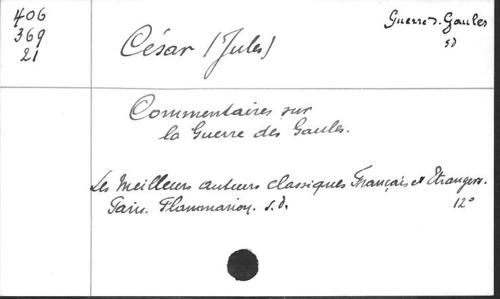 406
369
21
César (Jules)
Guerre d. Gaules
sd
Commentaires sur
la Guerre des Gaules.
Les Meilleurs auteurs classiques Français et Etrangers.
Paris. Flammarion. s.d. 12°